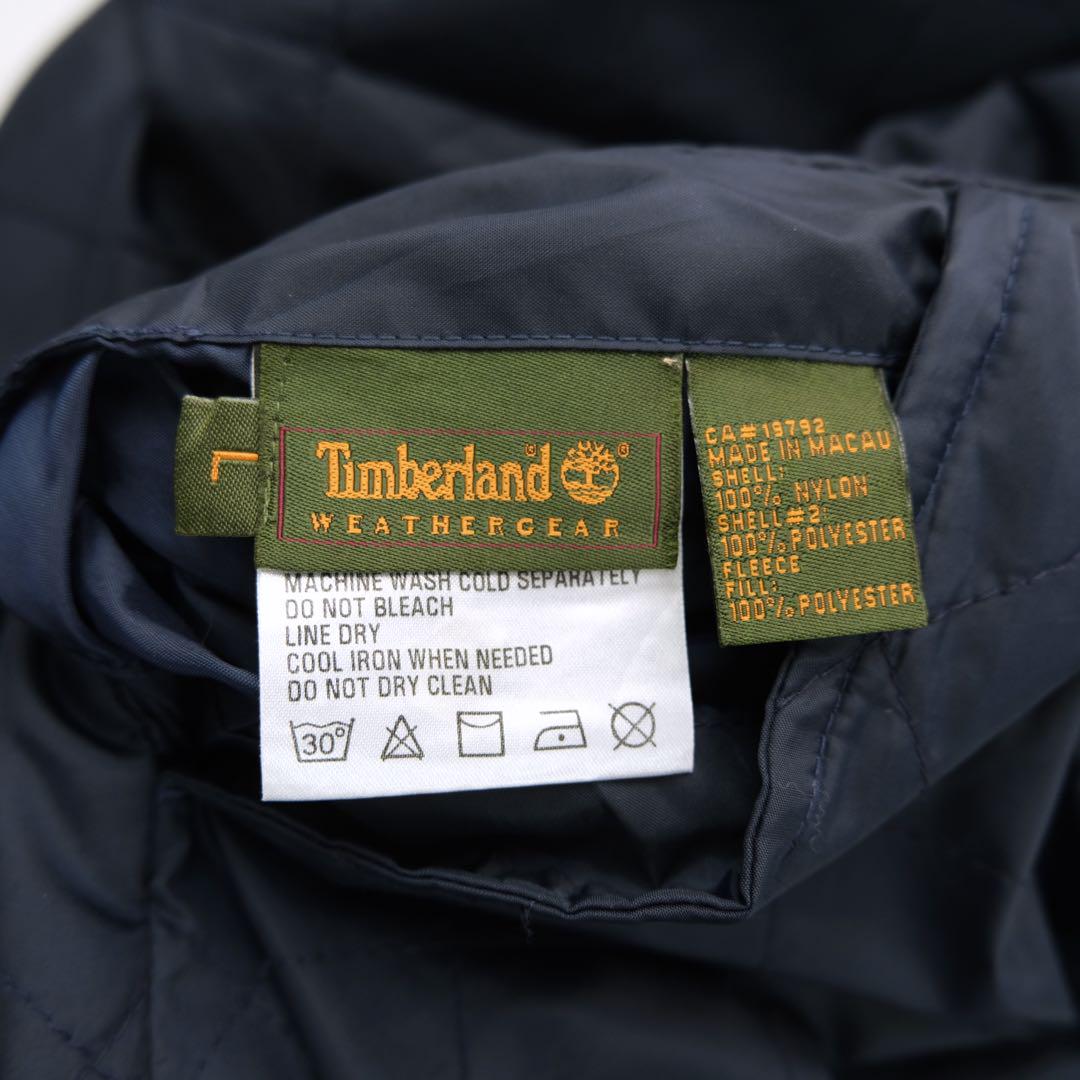 L
Timberland®
®
WEATHERGEAR
MACHINE WASH COLD SEPARATELY
DO NOT BLEACH
LINE DRY
COOL IRON WHEN NEEDED
DO NOT DRY CLEAN
30°
CA#19792
MADE IN MACAU
SHELL:
100% NYLON
SHELL#2:
100% POLYESTER
FLEECE
FILL:
100% POLYESTER